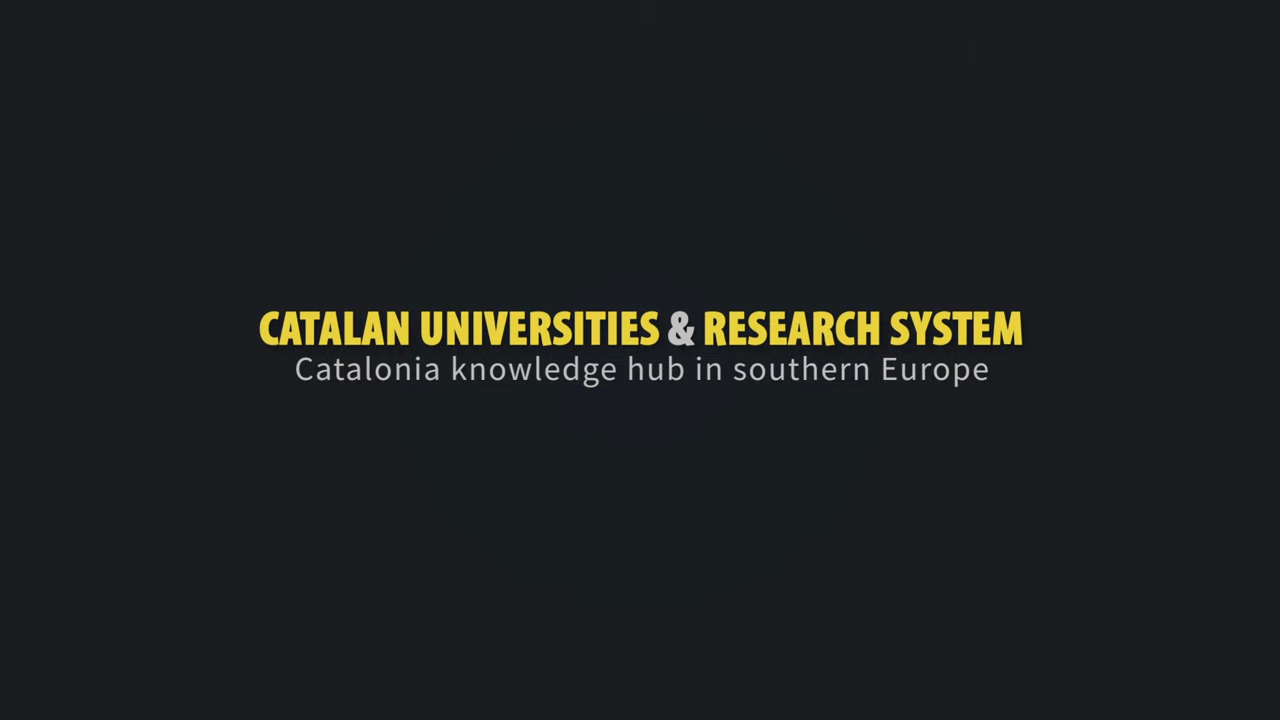 CATALAN UNIVERSITIES & RESEARCH SYSTEM
Catalonia knowledge hub in southern Europe